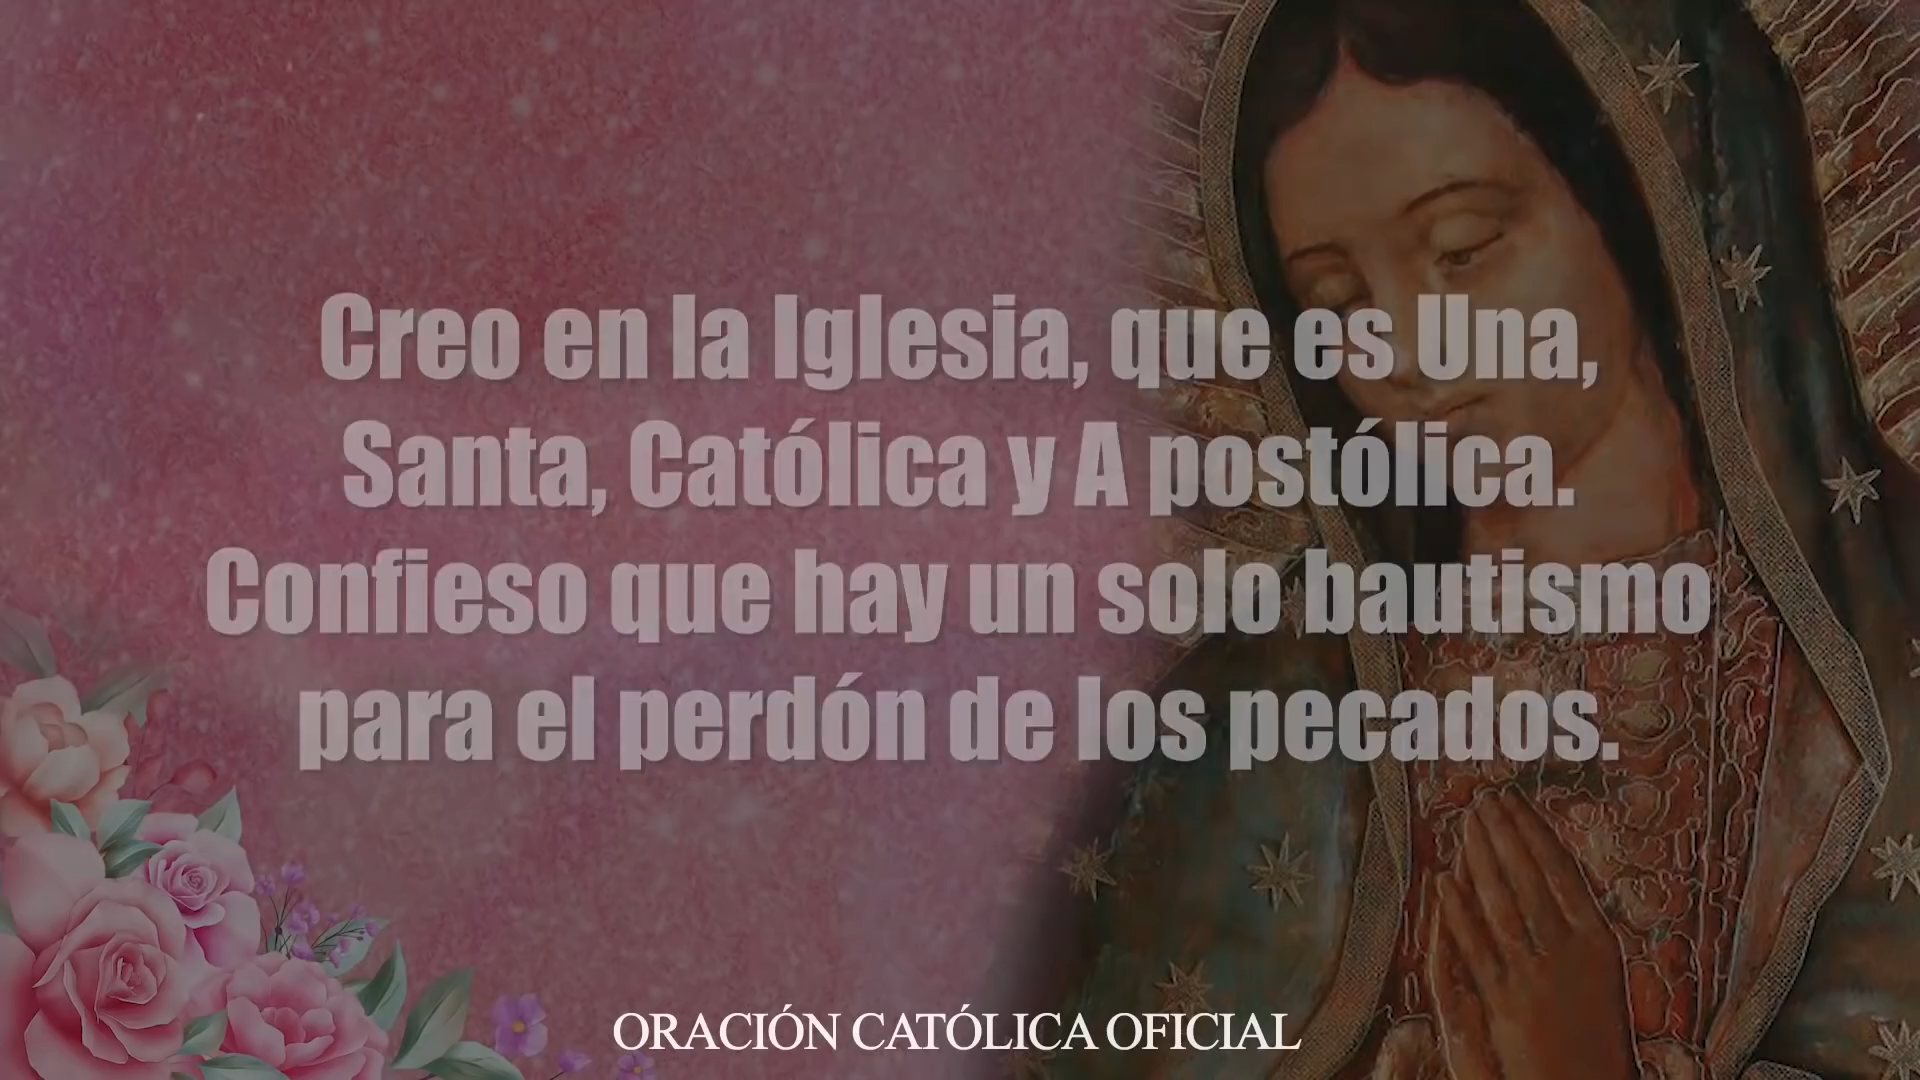 Creo en la Iglesia, que es Una,
Santa, Católica y A postólica.
Confieso que hay un solo bautismo
para el perdón de los pecados.
ORACIÓN CATÓLICA OFICIAL